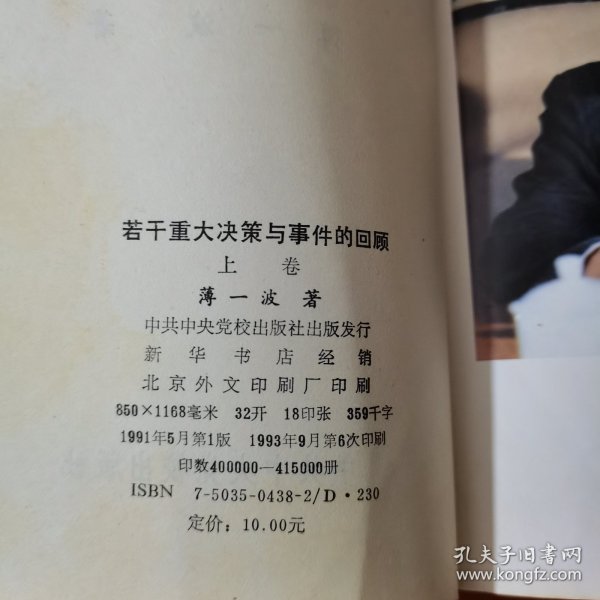 若干重大决策与事件的回顾
上 卷
薄一波 著
中共中央党校出版社出版发行
新华书店经销
北京外文印刷厂印刷
850×1168毫米 32开 18印张 359千字
1991年5月第1版 1993年9月第6次印刷
印数400000—415000册
ISBN 7-5035-0438-2/D·230
定价：10.00元
孔夫子旧书网
www.kongfz.com